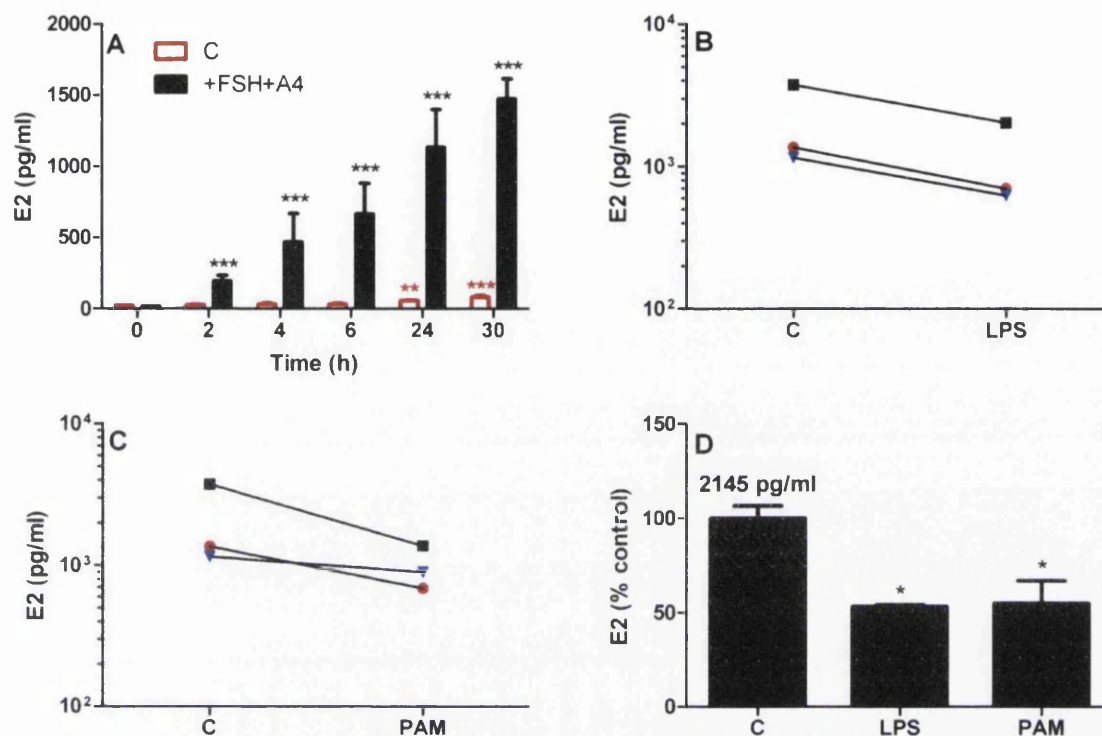 A
C
+FSH+A4
E2 (pg/ml)
2000
1500
1000
500
0
***
***
***
***
***
**
***
0 2 4 6 24 30
Time (h)
B
E2 (pg/ml)
10⁴
10³
10²
C LPS
C
E2 (pg/ml)
10⁴
10³
10²
C PAM
D
E2 (% control)
150
100
50
0
2145 pg/ml
*
*
C LPS PAM